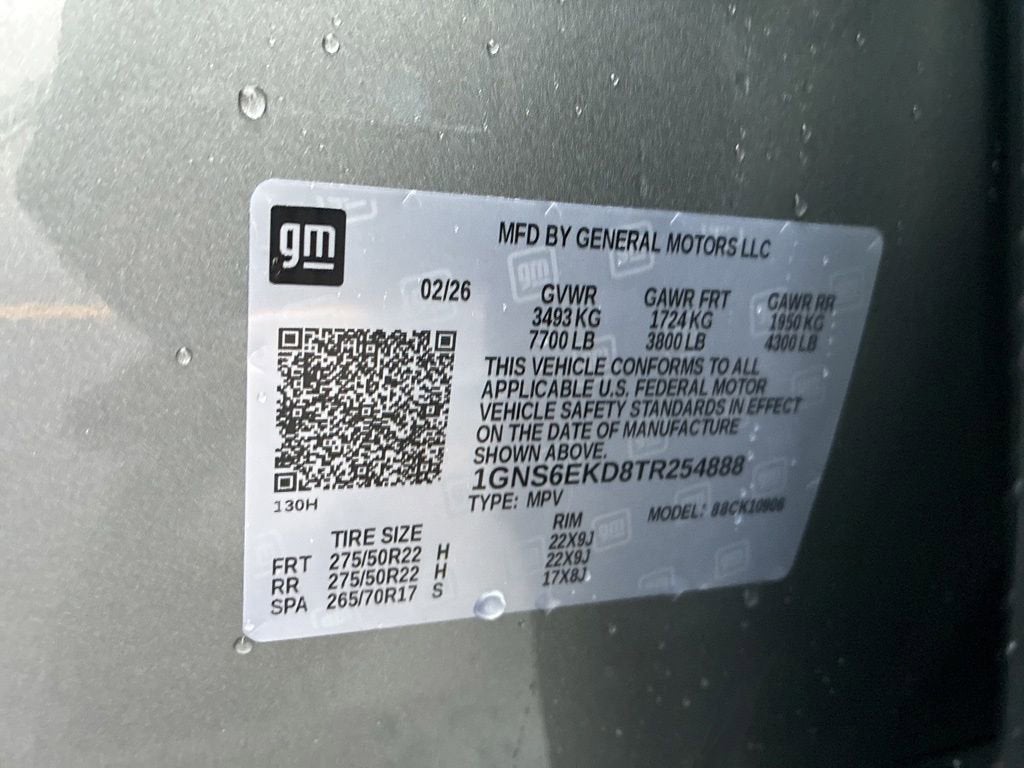 gm
MFD BY GENERAL MOTORS LLC
02/26
GVWR GAWR FRT GAWR RR
3493 KG 1724 KG 1950 KG
7700 LB 3800 LB 4300 LB
THIS VEHICLE CONFORMS TO ALL
APPLICABLE U.S. FEDERAL MOTOR
VEHICLE SAFETY STANDARDS IN EFFECT
ON THE DATE OF MANUFACTURE
SHOWN ABOVE.
1GNS6EKD8TR254888
130H
TYPE: MPV MODEL: 88CK10906
TIRE SIZE RIM
FRT 275/50R22 H 22X9J
RR 275/50R22 H 22X9J
SPA 265/70R17 S 17X8J